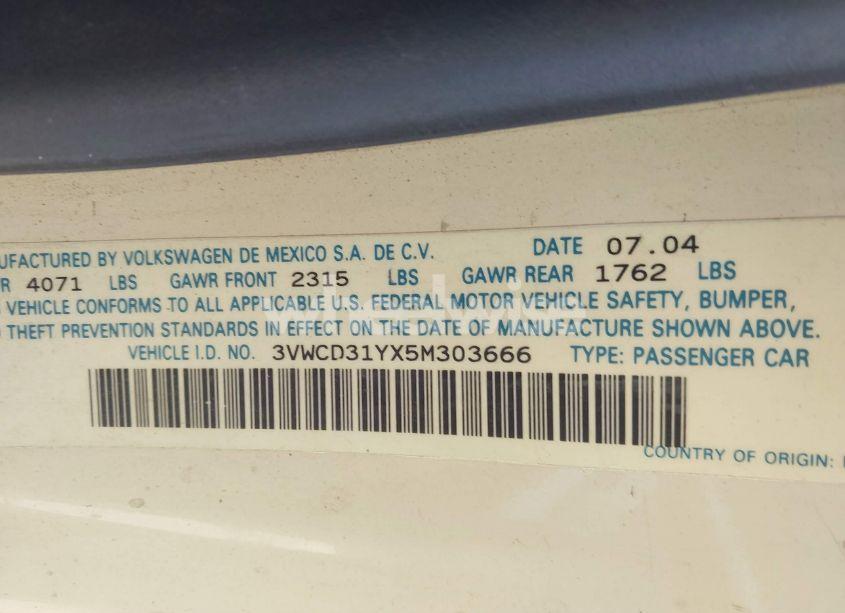 UFACTURED BY VOLKSWAGEN DE MEXICO S.A. DE C.V. DATE 07.04
R 4071 LBS GAWR FRONT 2315 LBS GAWR REAR 1762 LBS
VEHICLE CONFORMS TO ALL APPLICABLE U.S. FEDERAL MOTOR VEHICLE SAFETY, BUMPER,
THEFT PREVENTION STANDARDS IN EFFECT ON THE DATE OF MANUFACTURE SHOWN ABOVE.
VEHICLE I.D. NO. 3VWCD31YX5M303666 TYPE: PASSENGER CAR
COUNTRY OF ORIGIN: